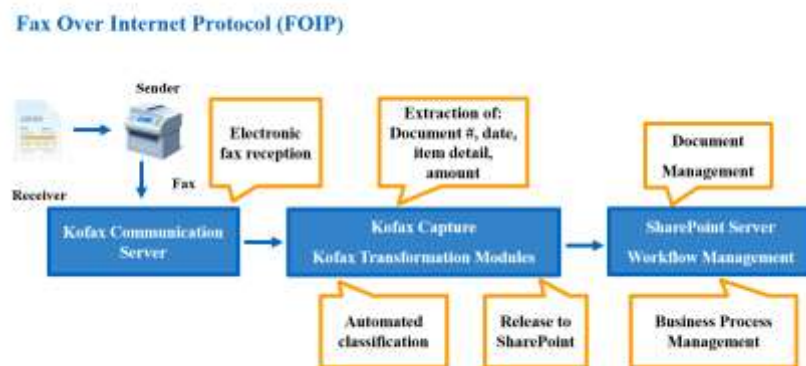 Fax Over Internet Protocol (FOIP)
Sender
Electronic
fax reception
Extraction of:
Document #, date,
item detail,
amount
Document
Management
Fax
Receiver
Kofax Communication
Server
Kofax Capture
Kofax Transformation Modules
SharePoint Server
Workflow Management
Automated
classification
Release to
SharePoint
Business Process
Management